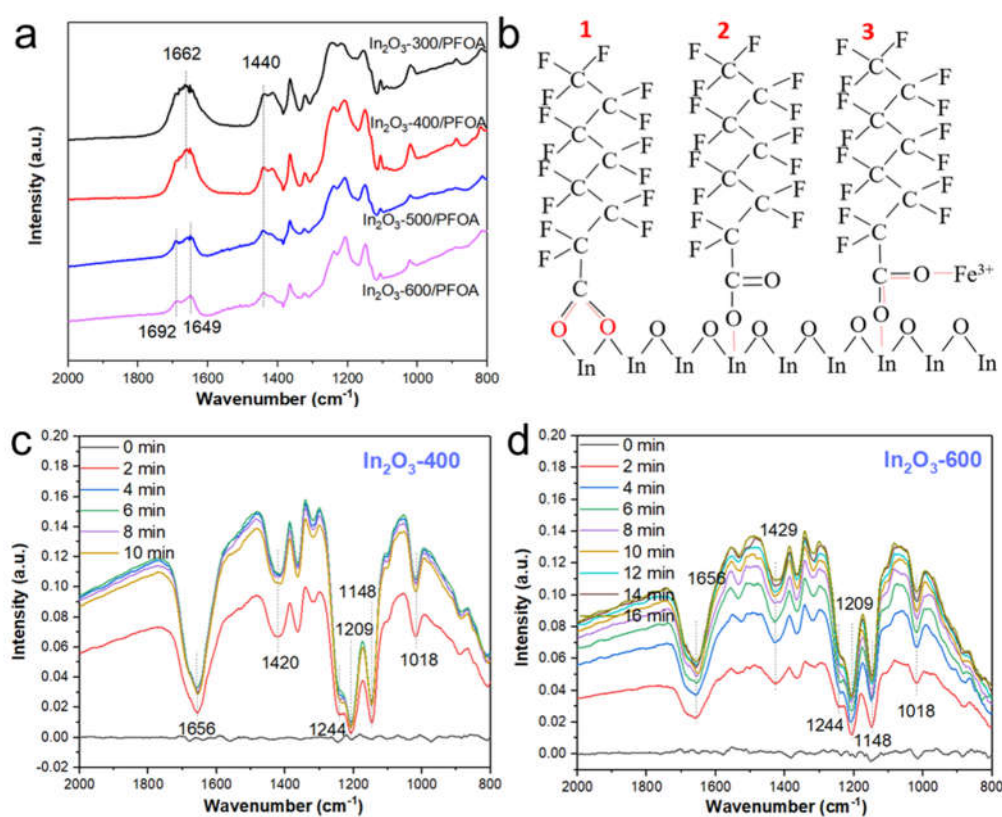 a
1662
1440
In2O3-300/PFOA
In2O3-400/PFOA
In2O3-500/PFOA
In2O3-600/PFOA
1692
1649
Intensity (a.u.)
2000 1800 1600 1400 1200 1000 800
Wavenumber (cm-1)
b
1 2 3
F F F F F F
F C F F C F F C F
F C F F C F F C F
F C F F C F F C F
F C F F C F F C F
F C F F C F F C F
F C F F C F F C F
F C F F C F F C F
C C O C O Fe3+
O O O O O O O O O O
In In In In In In In In
c
In2O3-400
0 min
2 min
4 min
6 min
8 min
10 min
1656
1420
1244
1209
1148
1018
0.20
0.18
0.16
0.14
0.12
0.10
0.08
0.06
0.04
0.02
0.00
-0.02
Intensity (a.u.)
2000 1800 1600 1400 1200 1000 800
Wavenumber (cm-1)
d
In2O3-600
0 min
2 min
4 min
6 min
8 min
10 min
12 min
14 min
16 min
1656
1429
1244
1209
1148
1018
0.20
0.18
0.16
0.14
0.12
0.10
0.08
0.06
0.04
0.02
0.00
Intensity (a.u.)
2000 1800 1600 1400 1200 1000 800
Wavenumber (cm-1)